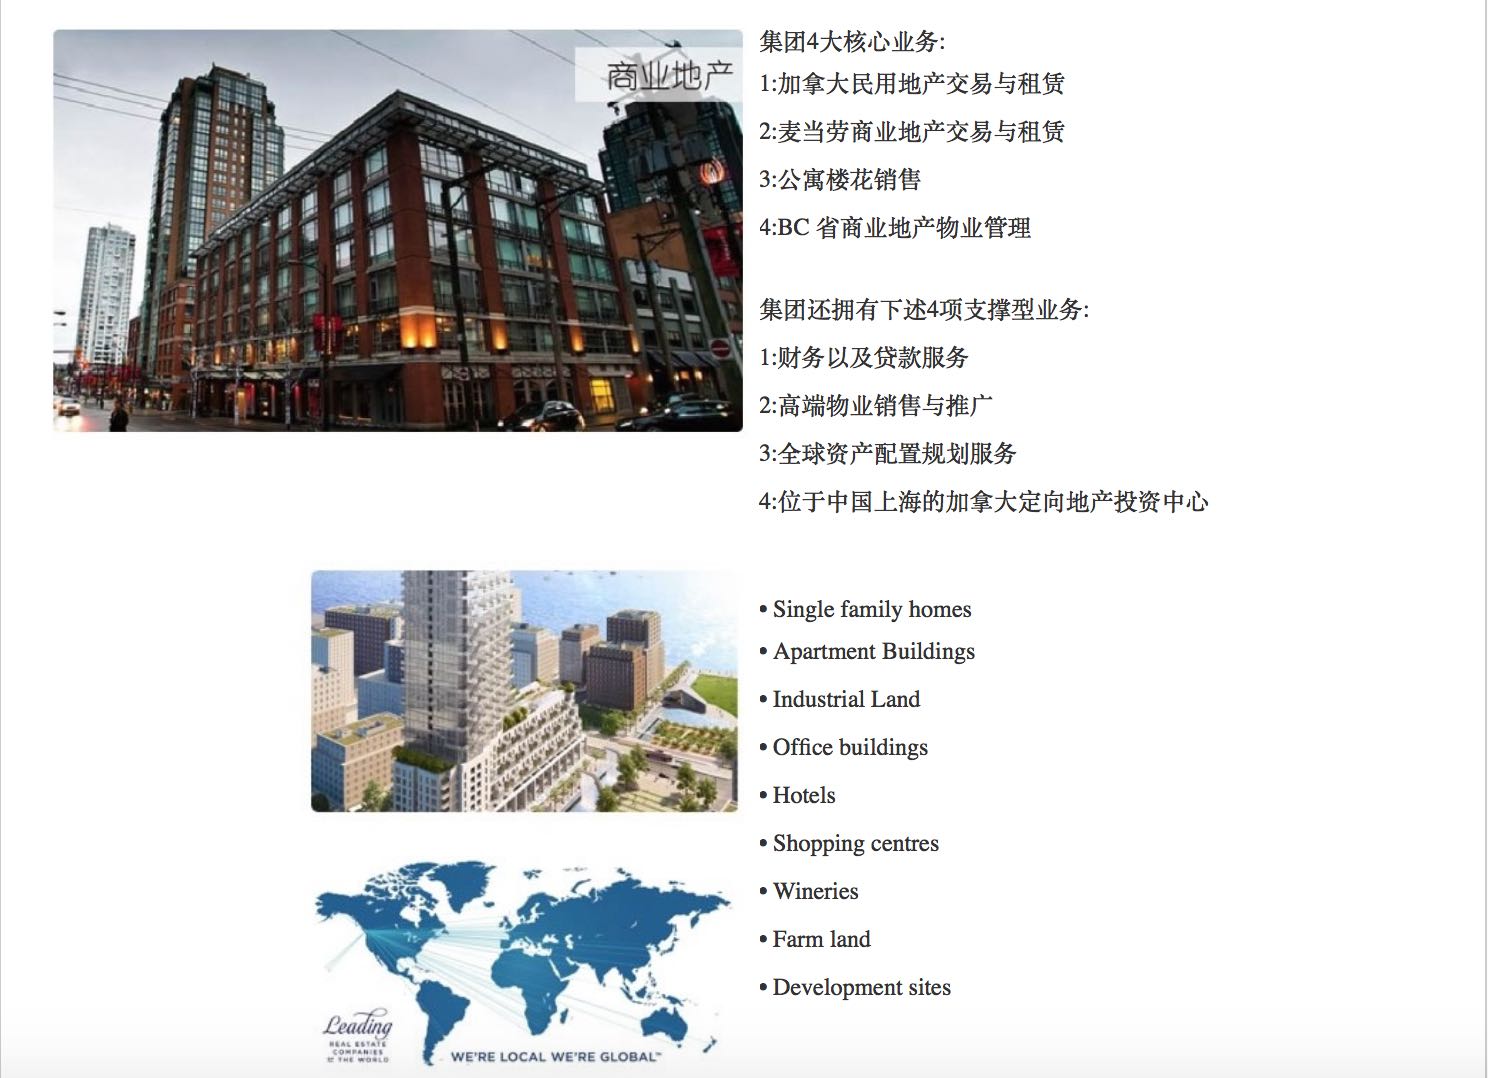 商业地产
集团4大核心业务:
1:加拿大民用地产交易与租赁
2:麦当劳商业地产交易与租赁
3:公寓楼花销售
4:BC 省商业地产物业管理
集团还拥有下述4项支撑型业务:
1:财务以及贷款服务
2:高端物业销售与推广
3:全球资产配置规划服务
4:位于中国上海的加拿大定向地产投资中心
• Single family homes
• Apartment Buildings
• Industrial Land
• Office buildings
• Hotels
• Shopping centres
• Wineries
• Farm land
• Development sites
Leading
REAL ESTATE
COMPANIES
OF THE WORLD
WE'RE LOCAL WE'RE GLOBAL™